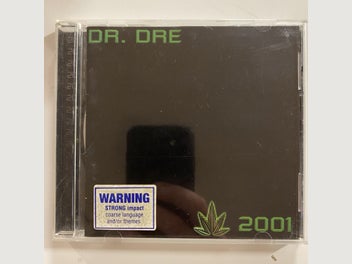 DR. DRE
WARNING
STRONG impact
coarse language
and/or themes
2001